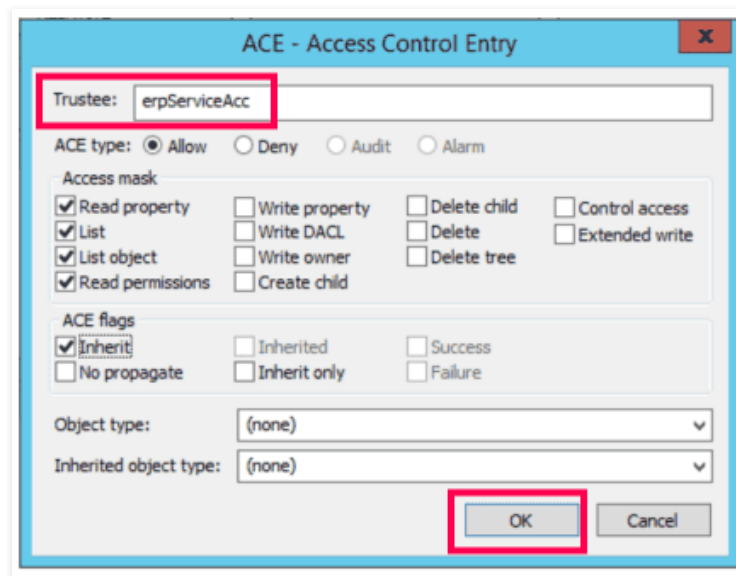 ACE - Access Control Entry
x
Trustee: erpServiceAcc
ACE type: Allow Deny Audit Alarm
Access mask
Read property Write property Delete child Control access
List Write DACL Delete Extended write
List object Write owner Delete tree
Read permissions Create child
ACE flags
Inherit Inherited Success
No propagate Inherit only Failure
Object type: (none)
Inherited object type: (none)
OK Cancel